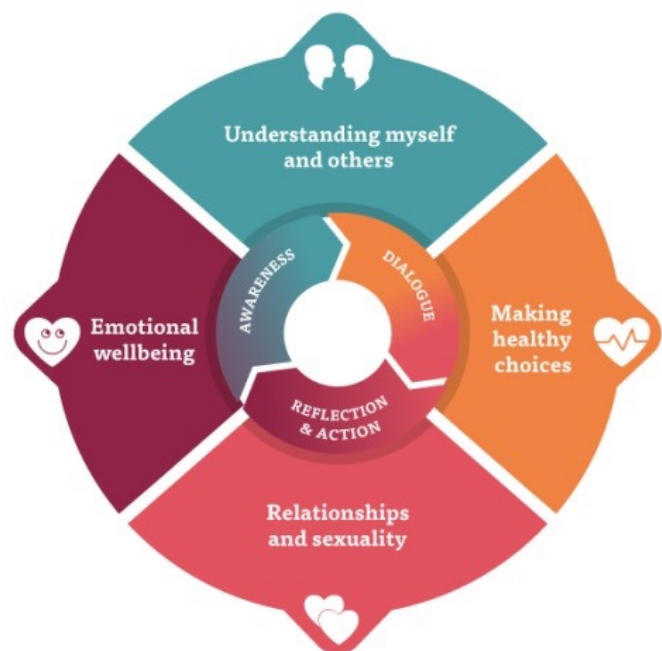 Understanding myself
and others
AWARENESS
DIALOGUE
Emotional
wellbeing
Making
healthy
choices
REFLECTION
& ACTION
Relationships
and sexuality